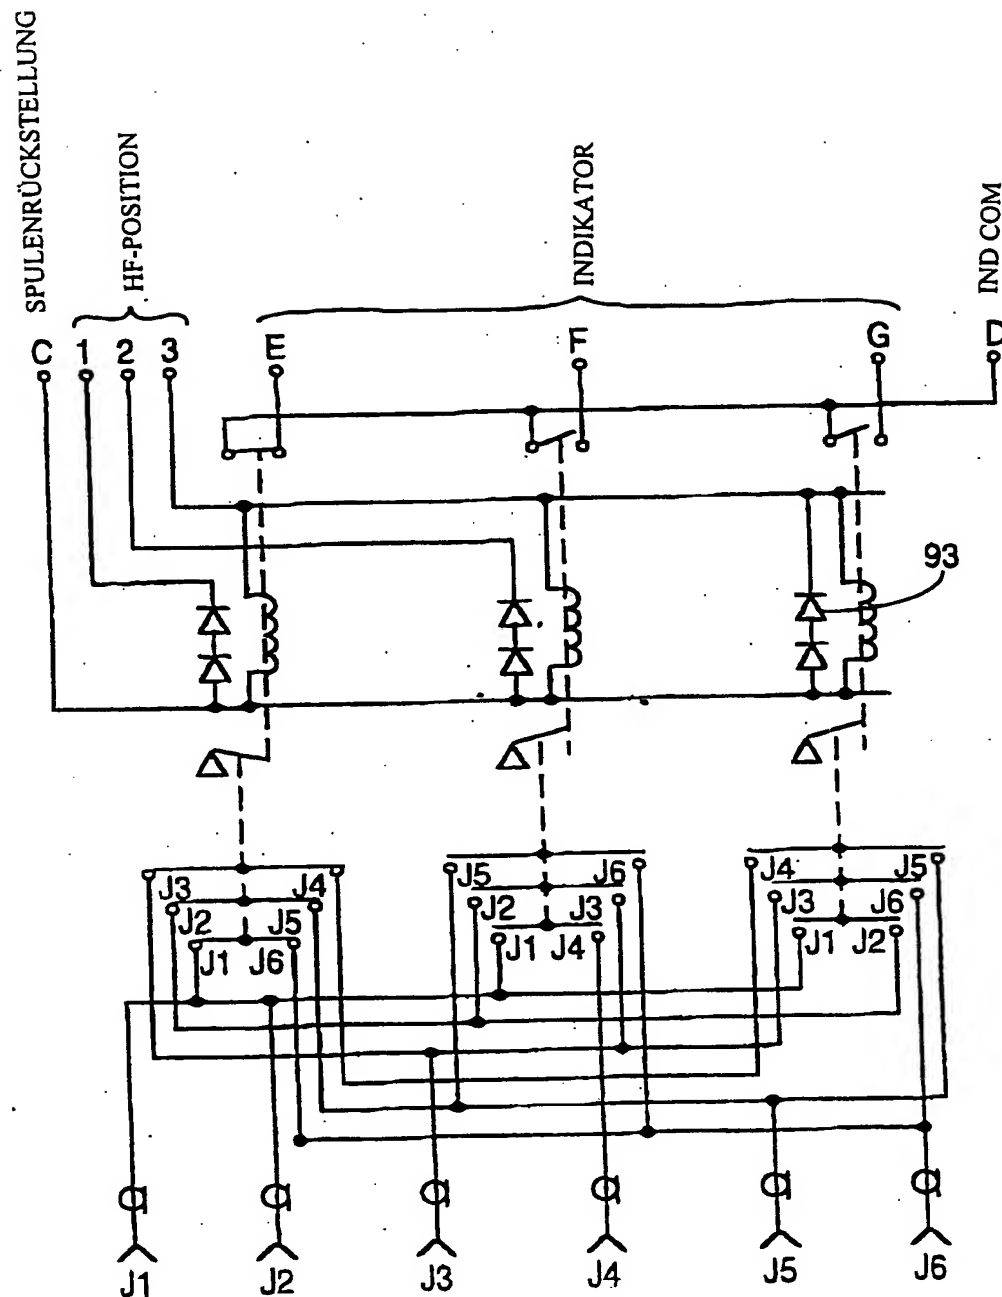 SPULENRÜCKSTELLUNG
HF-POSITION
INDIKATOR
IND COM
C 1 2 3 E F G D
93
J3 J4 J5 J6 J4 J5
J2 J5 J2 J3 J3 J6
J1 J6 J1 J4 J1 J2
J1 J2 J3 J4 J5 J6